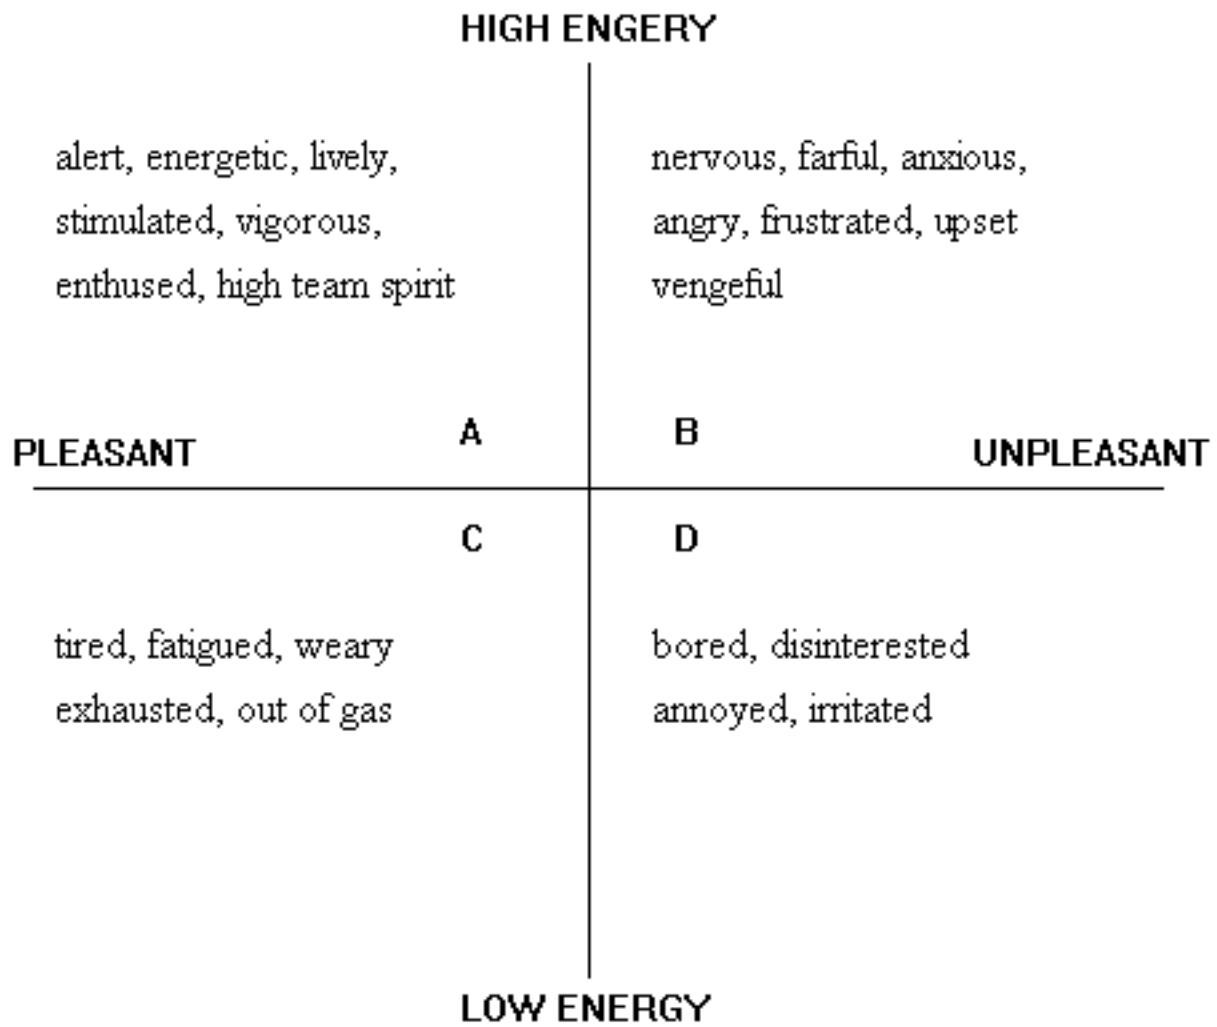 HIGH ENGERY
alert, energetic, lively,
stimulated, vigorous,
enthused, high team spirit
nervous, farful, anxious,
angry, frustrated, upset
vengeful
A
B
PLEASANT
UNPLEASANT
C
D
tired, fatigued, weary
exhausted, out of gas
bored, disinterested
annoyed, irritated
LOW ENERGY